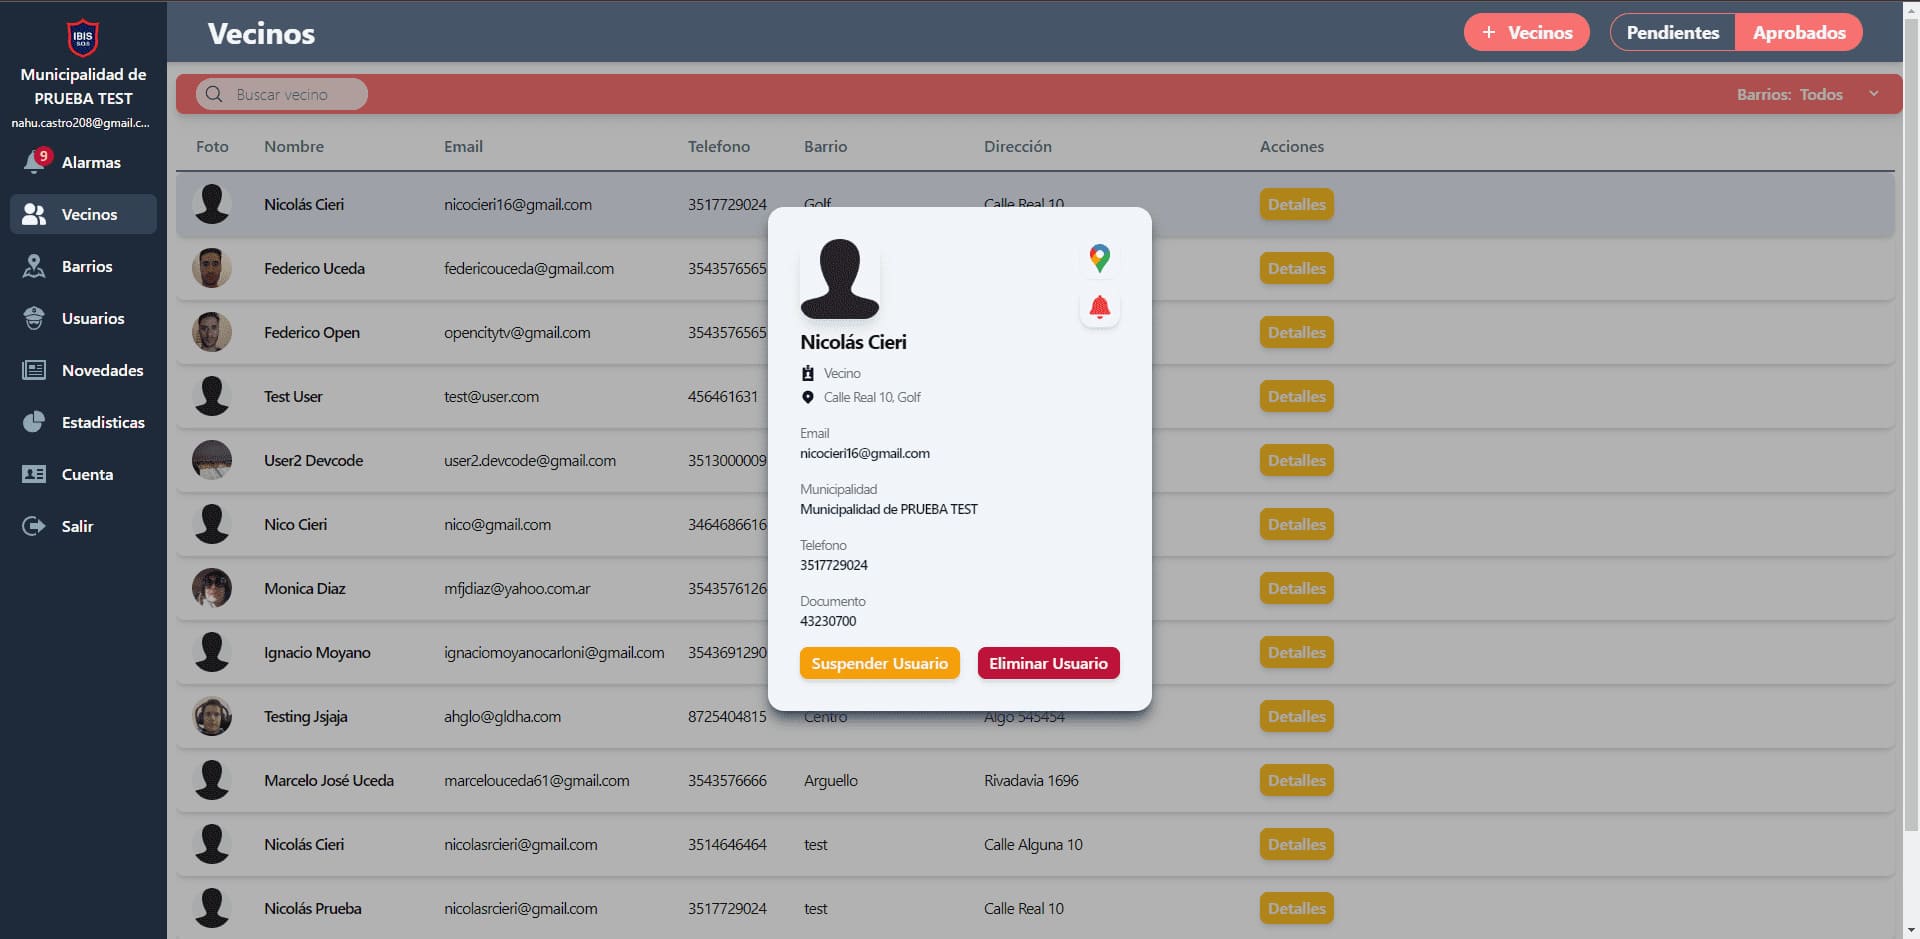 IBIS
SOS
Municipalidad de
PRUEBA TEST
nahu.castro208@gmail.c...
9
Alarmas
Vecinos
Barrios
Usuarios
Novedades
Estadisticas
Cuenta
Salir
Vecinos
+ Vecinos
Pendientes Aprobados
Buscar vecino
Barrios: Todos
Foto Nombre Email Telefono Barrio Dirección Acciones
Nicolás Cieri nicocieri16@gmail.com 3517729024 Golf Calle Real 10 Detalles
Federico Uceda federicouceda@gmail.com 3543576565 Detalles
Federico Open opencitytv@gmail.com 3543576565 Detalles
Test User test@user.com 456461631 Detalles
User2 Devcode user2.devcode@gmail.com 3513000009 Detalles
Nico Cieri nico@gmail.com 3464686616 Detalles
Monica Diaz mfjdiaz@yahoo.com.ar 3543576126 Detalles
Ignacio Moyano ignaciomoyanocarloni@gmail.com 3543691290 Detalles
Testing Jsjaja ahglo@gldha.com 8725404815 Centro Algo 545454 Detalles
Marcelo José Uceda marcelouceda61@gmail.com 3543576666 Arguello Rivadavia 1696 Detalles
Nicolás Cieri nicolasrcieri@gmail.com 3514646464 test Calle Alguna 10 Detalles
Nicolás Prueba nicolasrcieri@gmail.com 3517729024 test Calle Real 10 Detalles
Nicolás Cieri
Vecino
Calle Real 10, Golf
Email
nicocieri16@gmail.com
Municipalidad
Municipalidad de PRUEBA TEST
Telefono
3517729024
Documento
43230700
Suspender Usuario Eliminar Usuario